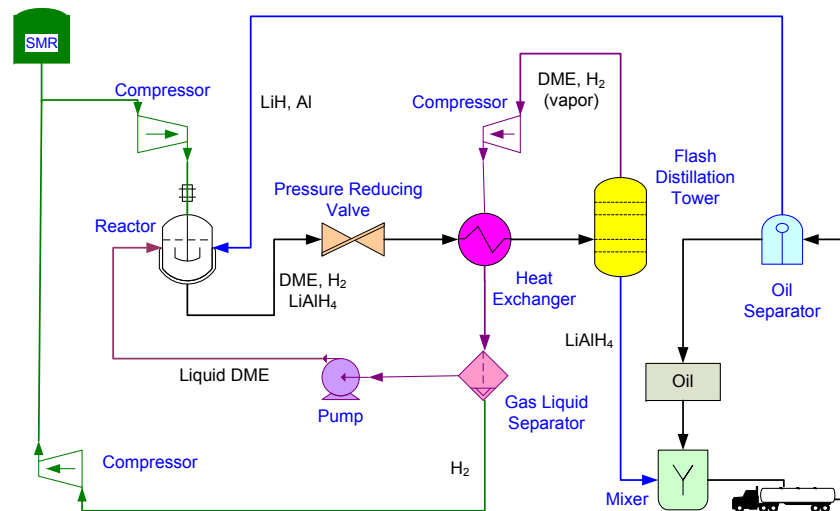 SMR
Compressor
LiH, Al
Compressor
DME, H₂
(vapor)
Flash
Distillation
Tower
Pressure Reducing
Valve
Reactor
DME, H₂
LiAlH₄
Heat
Exchanger
Oil
Separator
LiAlH₄
Liquid DME
Pump
Gas Liquid
Separator
Oil
Compressor
H₂
Mixer